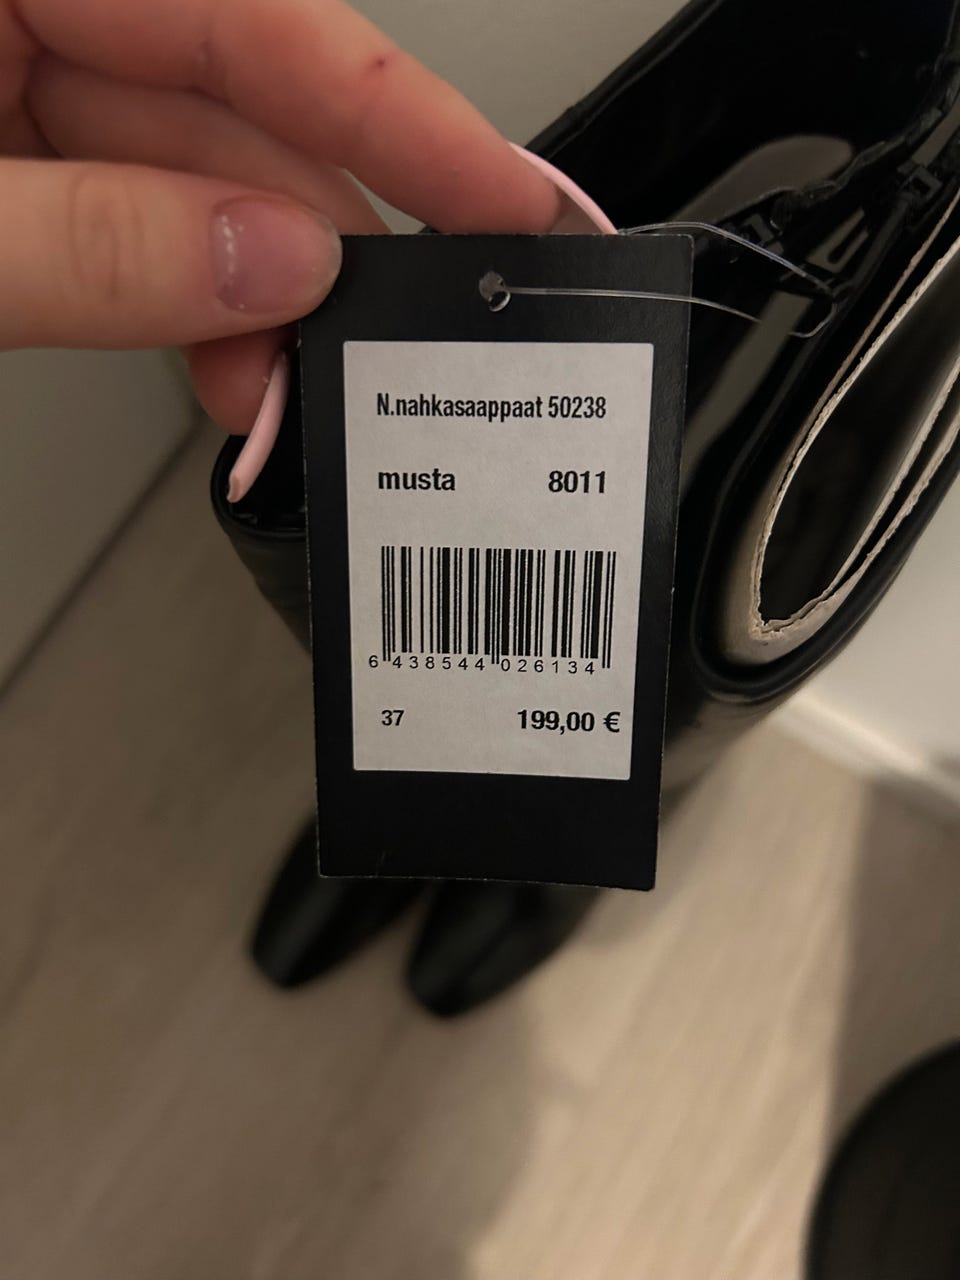 N.nahkasaappaat 50238
musta 8011
6 438544 026134
37 199,00 €